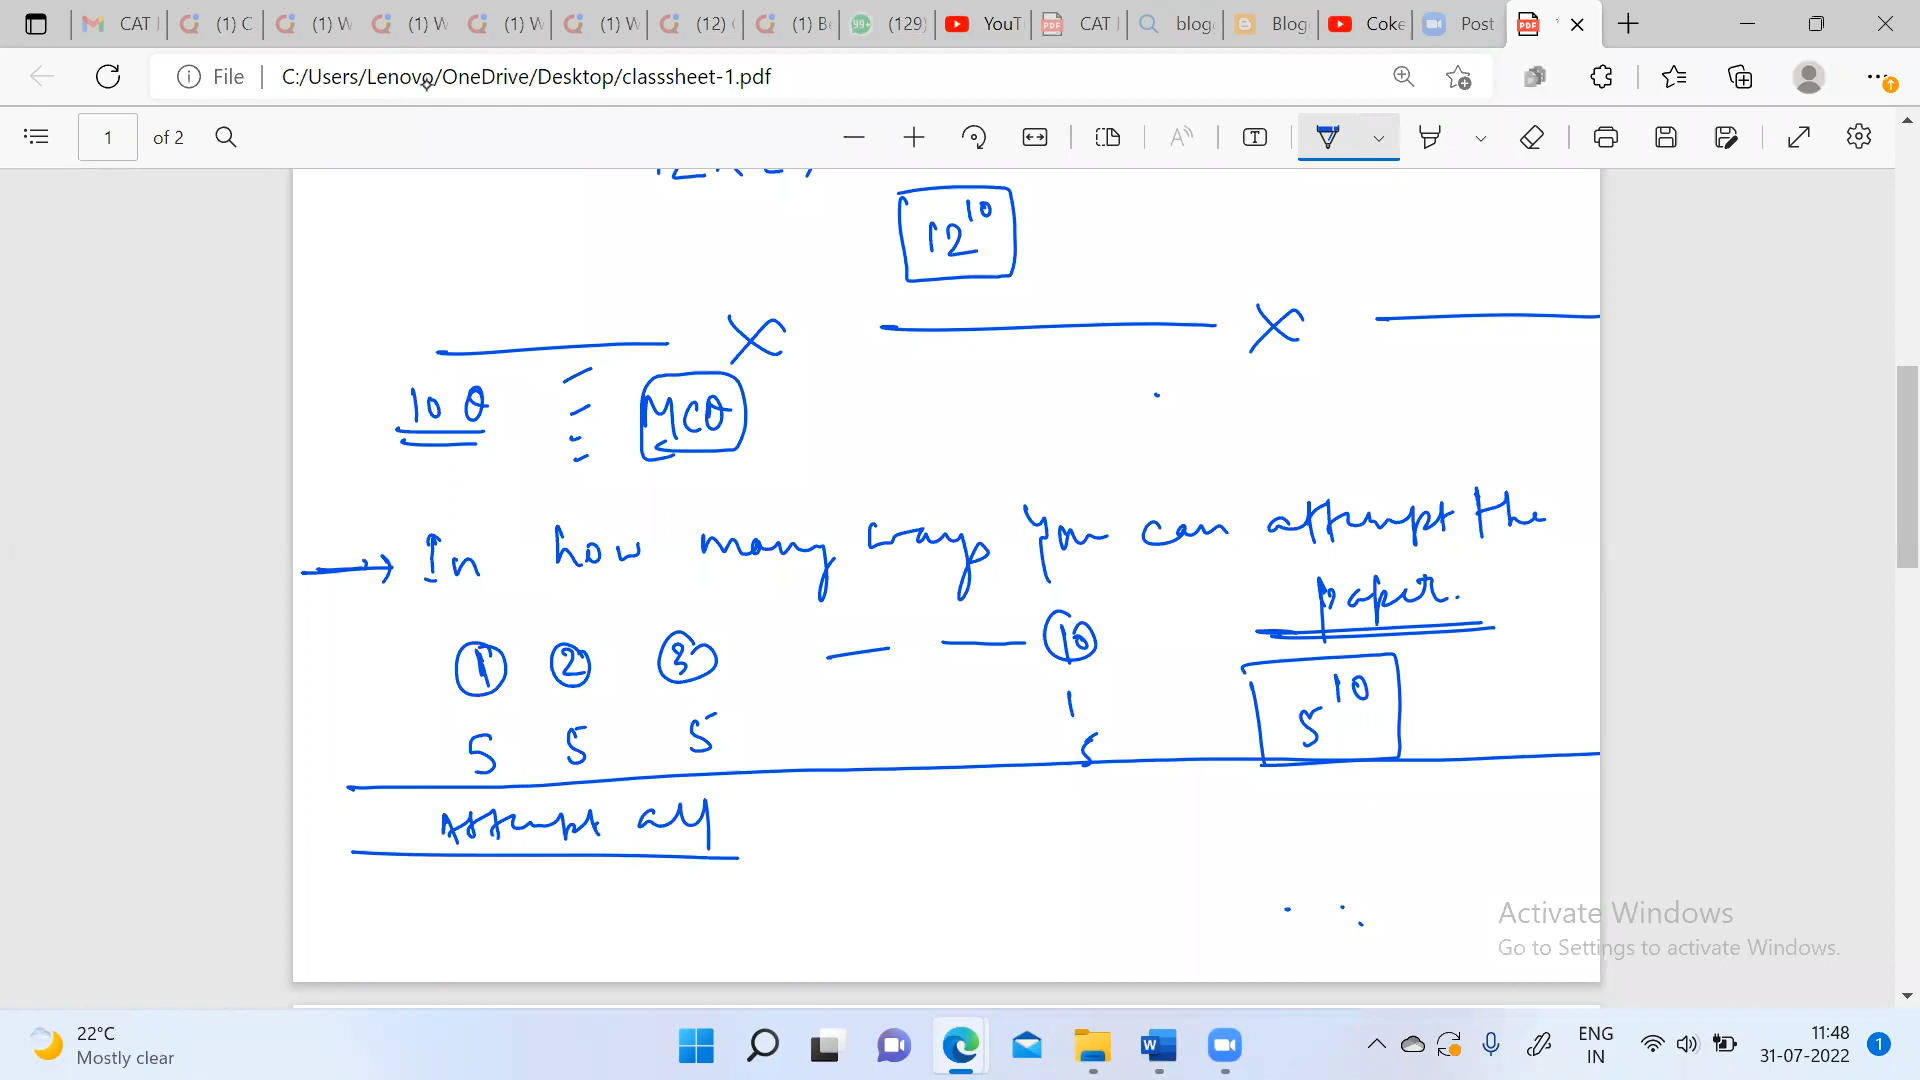 CAT (1) C (1) W (1) W (1) W (1) W (12) (1) Be 99+ (129) YouT CAT blog Blog Coke Post
File C:/Users/Lenovo/OneDrive/Desktop/classsheet-1.pdf
1 of 2
12^10
10 Q MCQ
In how many ways you can attempt the
paper.
1 2 3 10
5 5 5 5 5^10
Attempt all
Activate Windows
Go to Settings to activate Windows.
22°C
Mostly clear
ENG
IN
11:48
31-07-2022
1